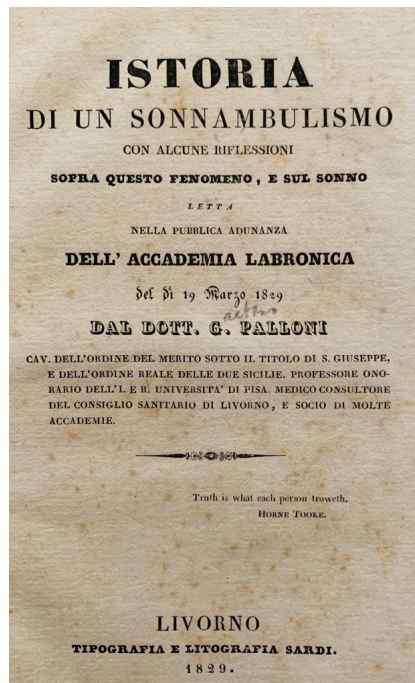 ISTORIA
DI UN SONNAMBULISMO
CON ALCUNE RIFLESSIONI
SOPRA QUESTO FENOMENO, E SUL SONNO
LETTA
NELLA PUBBLICA ADUNANZA
DELL' ACCADEMIA LABRONICA
del dì 19 Marzo 1829
DAL DOTT. G. PALLONI
CAV. DELL'ORDINE DEL MERITO SOTTO IL TITOLO DI S. GIUSEPPE,
E DELL'ORDINE REALE DELLE DUE SICILIE. PROFESSORE ONO-
RARIO DELL'I. E R. UNIVERSITA' DI PISA. MEDICO CONSULTORE
DEL CONSIGLIO SANITARIO DI LIVORNO, E SOCIO DI MOLTE
ACCADEMIE.
Truth is what each person troweth.
HORNE TOOKE.
LIVORNO
TIPOGRAFIA E LITOGRAFIA SARDI.
1829.